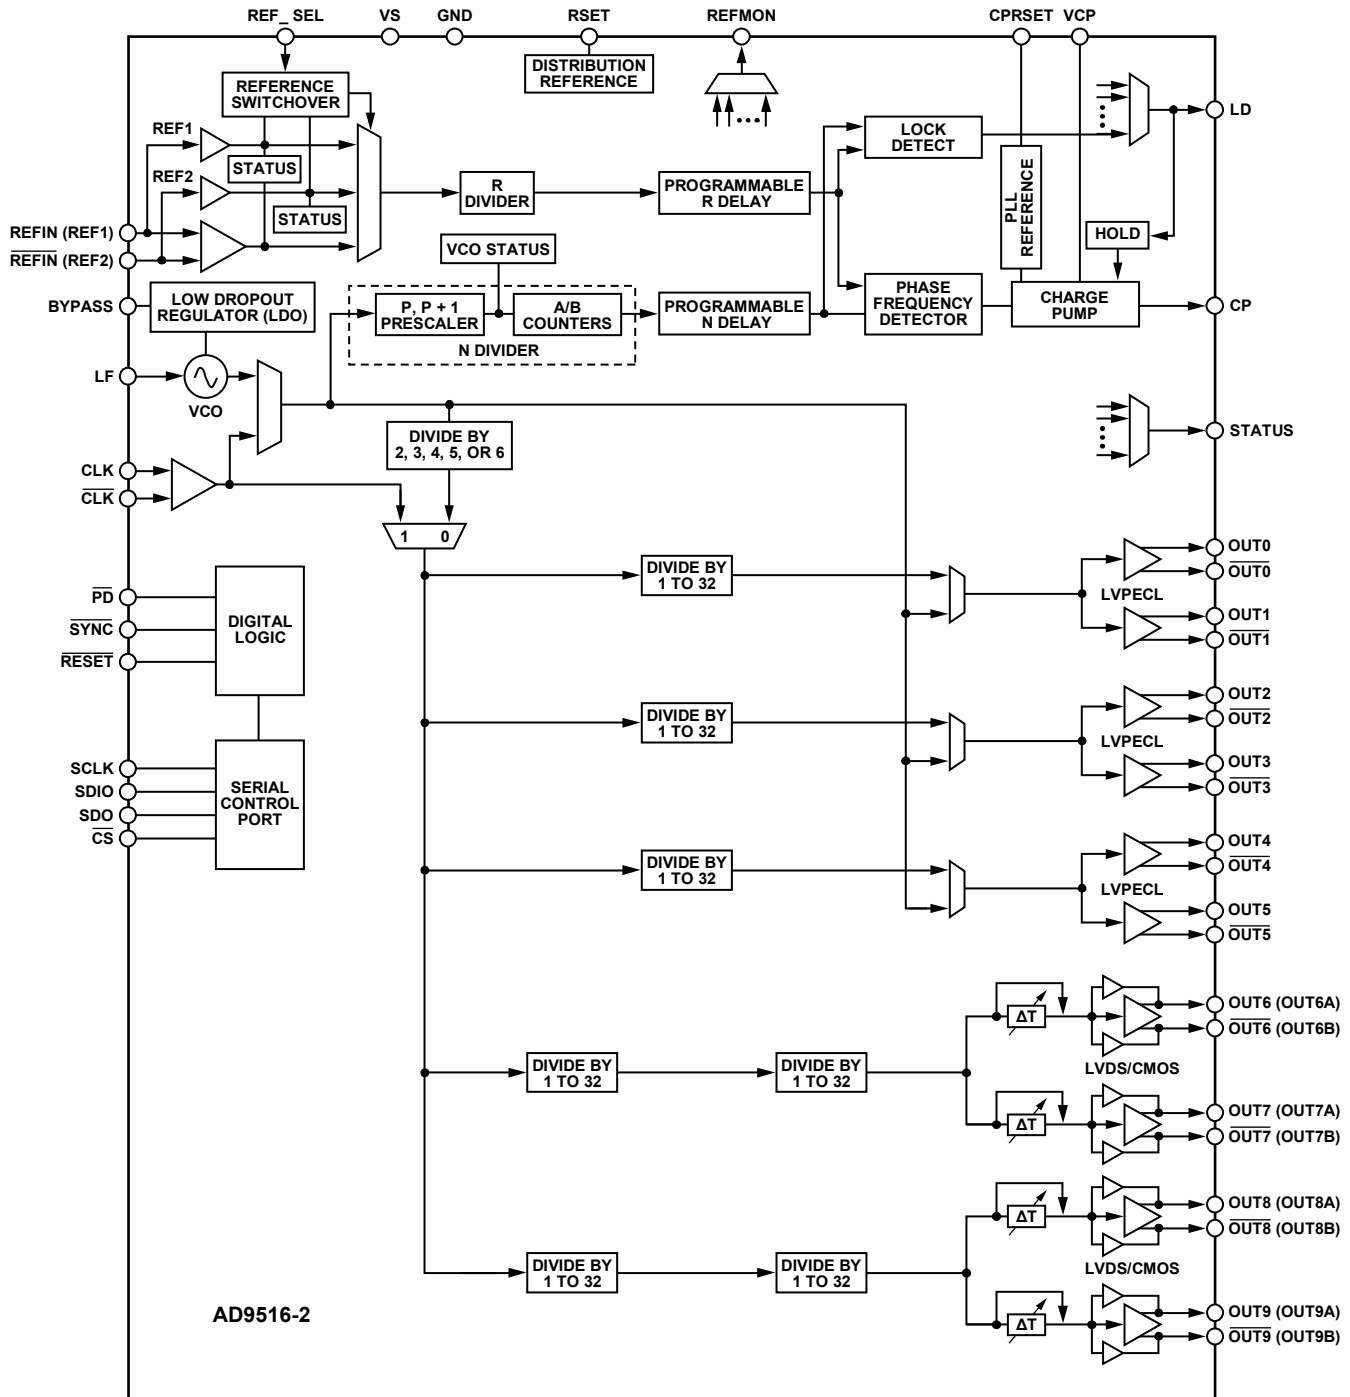 REF_ SEL
VS
GND
RSET
REFMON
CPRSET
VCP
DISTRIBUTION
REFERENCE
REFERENCE
SWITCHOVER
LD
REF1
LOCK
DETECT
STATUS
REF2
R
DIVIDER
PROGRAMMABLE
R DELAY
PLL
REFERENCE
STATUS
HOLD
REFIN (REF1)
REFIN (REF2)
VCO STATUS
BYPASS
LOW DROPOUT
REGULATOR (LDO)
P, P + 1
PRESCALER
A/B
COUNTERS
N DIVIDER
PROGRAMMABLE
N DELAY
PHASE
FREQUENCY
DETECTOR
CHARGE
PUMP
CP
LF
VCO
STATUS
DIVIDE BY
2, 3, 4, 5, OR 6
CLK
CLK
1 0
OUT0
OUT0
DIVIDE BY
1 TO 32
LVPECL
OUT1
OUT1
PD
SYNC
RESET
DIGITAL
LOGIC
OUT2
OUT2
DIVIDE BY
1 TO 32
LVPECL
OUT3
OUT3
SCLK
SDIO
SDO
CS
SERIAL
CONTROL
PORT
OUT4
OUT4
DIVIDE BY
1 TO 32
LVPECL
OUT5
OUT5
ΔT
OUT6 (OUT6A)
OUT6 (OUT6B)
DIVIDE BY
1 TO 32
DIVIDE BY
1 TO 32
LVDS/CMOS
ΔT
OUT7 (OUT7A)
OUT7 (OUT7B)
ΔT
OUT8 (OUT8A)
OUT8 (OUT8B)
DIVIDE BY
1 TO 32
DIVIDE BY
1 TO 32
LVDS/CMOS
ΔT
OUT9 (OUT9A)
OUT9 (OUT9B)
AD9516-2